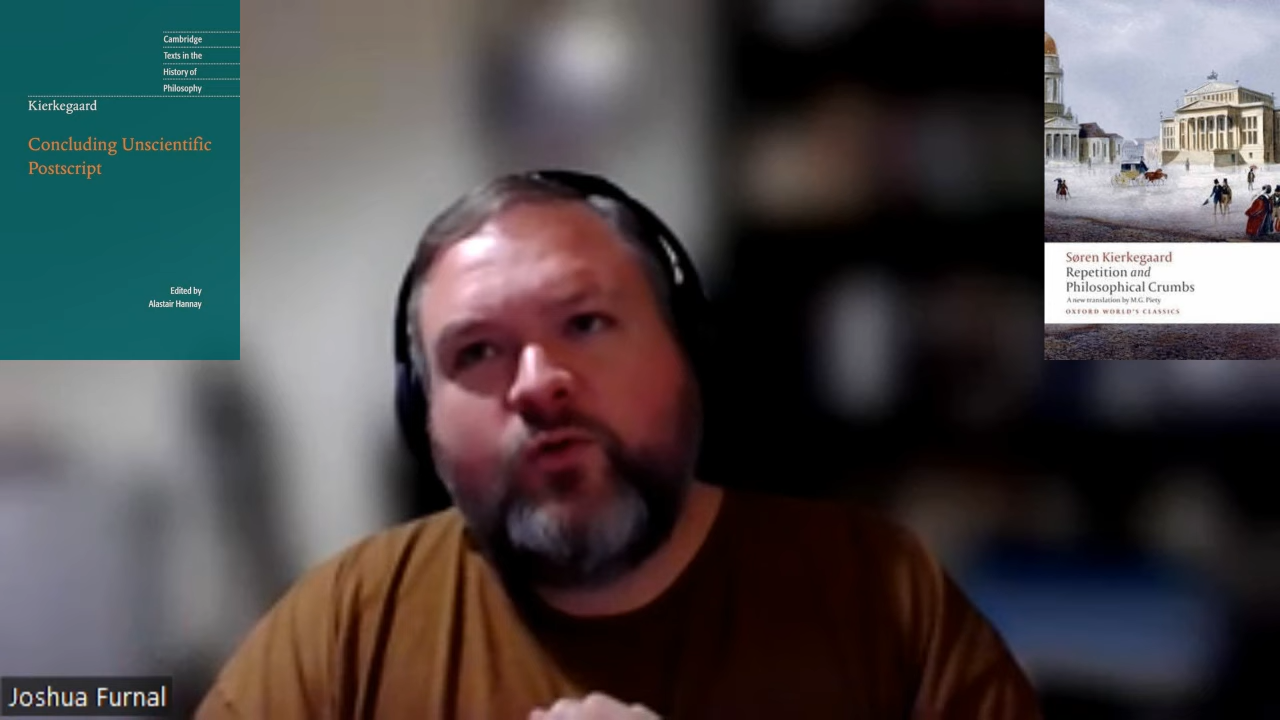 Cambridge
Texts in the
History of
Philosophy
Kierkegaard
Concluding Unscientific
Postscript
Edited by
Alastair Hannay
Søren Kierkegaard
Repetition and
Philosophical Crumbs
A new translation by M.G. Piety
OXFORD WORLD'S CLASSICS
Joshua Furnal